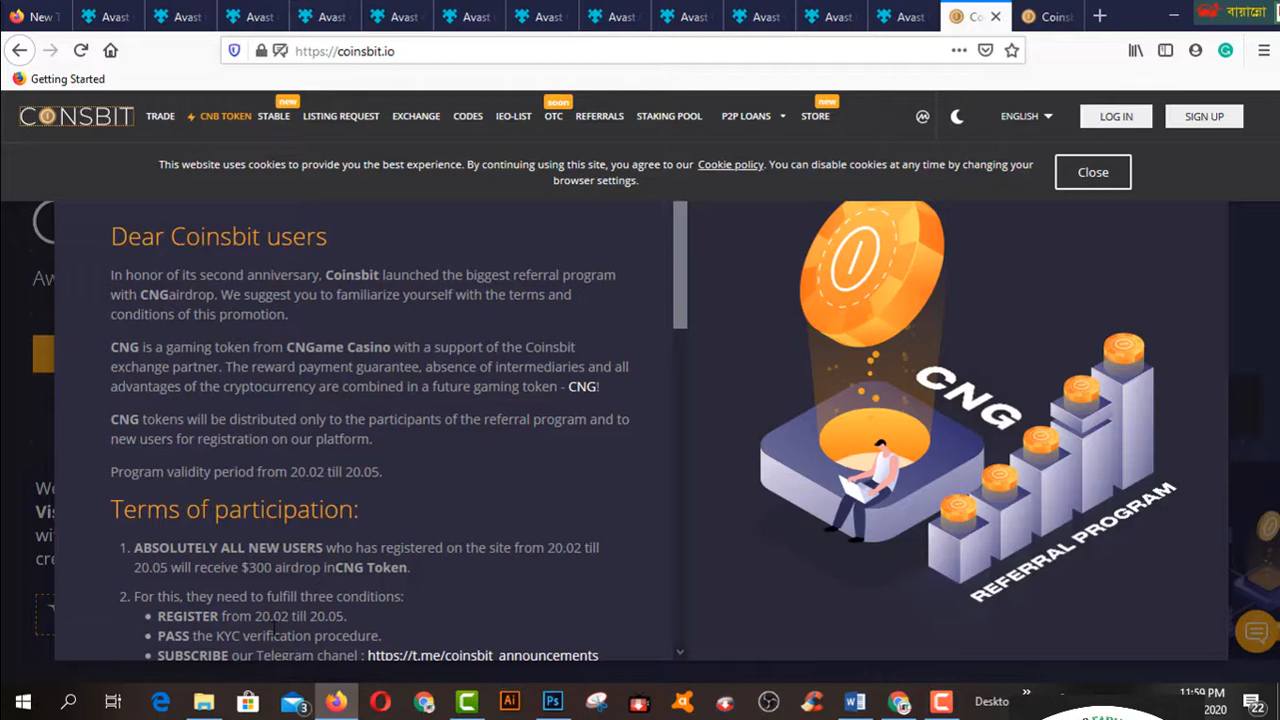 New T
Avast
Avast
Avast
Avast
Avast
Avast
Avast
Avast
Avast
Avast
Avast
Avast
Co
Coinsb
বায়ান্নো
https://coinsbit.io
Getting Started
COINSBIT
TRADE
CNB TOKEN
new
STABLE
LISTING REQUEST
EXCHANGE
CODES
IEO-LIST
soon
OTC
REFERRALS
STAKING POOL
P2P LOANS
new
STORE
ENGLISH
LOG IN
SIGN UP
This website uses cookies to provide you the best experience. By continuing using this site, you agree to our Cookie policy. You can disable cookies at any time by changing your
browser settings.
Close
Dear Coinsbit users
In honor of its second anniversary, Coinsbit launched the biggest referral program
with CNGairdrop. We suggest you to familiarize yourself with the terms and
conditions of this promotion.
CNG is a gaming token from CNGame Casino with a support of the Coinsbit
exchange partner. The reward payment guarantee, absence of intermediaries and all
advantages of the cryptocurrency are combined in a future gaming token - CNG!
CNG tokens will be distributed only to the participants of the referral program and to
new users for registration on our platform.
Program validity period from 20.02 till 20.05.
Terms of participation:
1. ABSOLUTELY ALL NEW USERS who has registered on the site from 20.02 till
20.05 will receive $300 airdrop inCNG Token.
2. For this, they need to fulfill three conditions:
• REGISTER from 20.02 till 20.05.
• PASS the KYC verification procedure.
• SUBSCRIBE our Telegram chanel : https://t.me/coinsbit_announcements
CNG
REFERRAL PROGRAM
Aw
We
Vis
wit
cre
3
Ai
Ps
Deskto
»
11:59 PM
2020
22